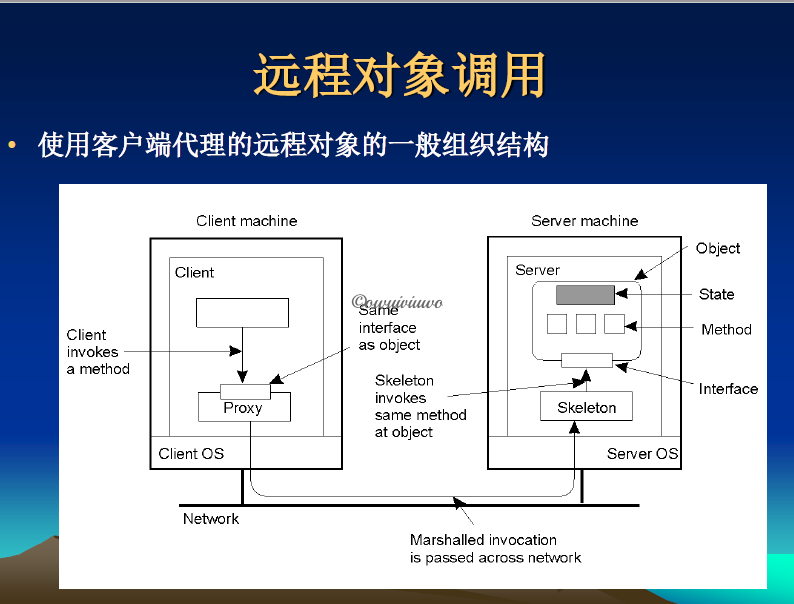 远程对象调用
• 使用客户端代理的远程对象的一般组织结构
Client machine
Server machine
Client
Server
Object
State
Method
Interface
Client
invokes
a method
Same
interface
as object
Skeleton
invokes
same method
at object
Proxy
Skeleton
Client OS
Server OS
Network
Marshalled invocation
is passed across network